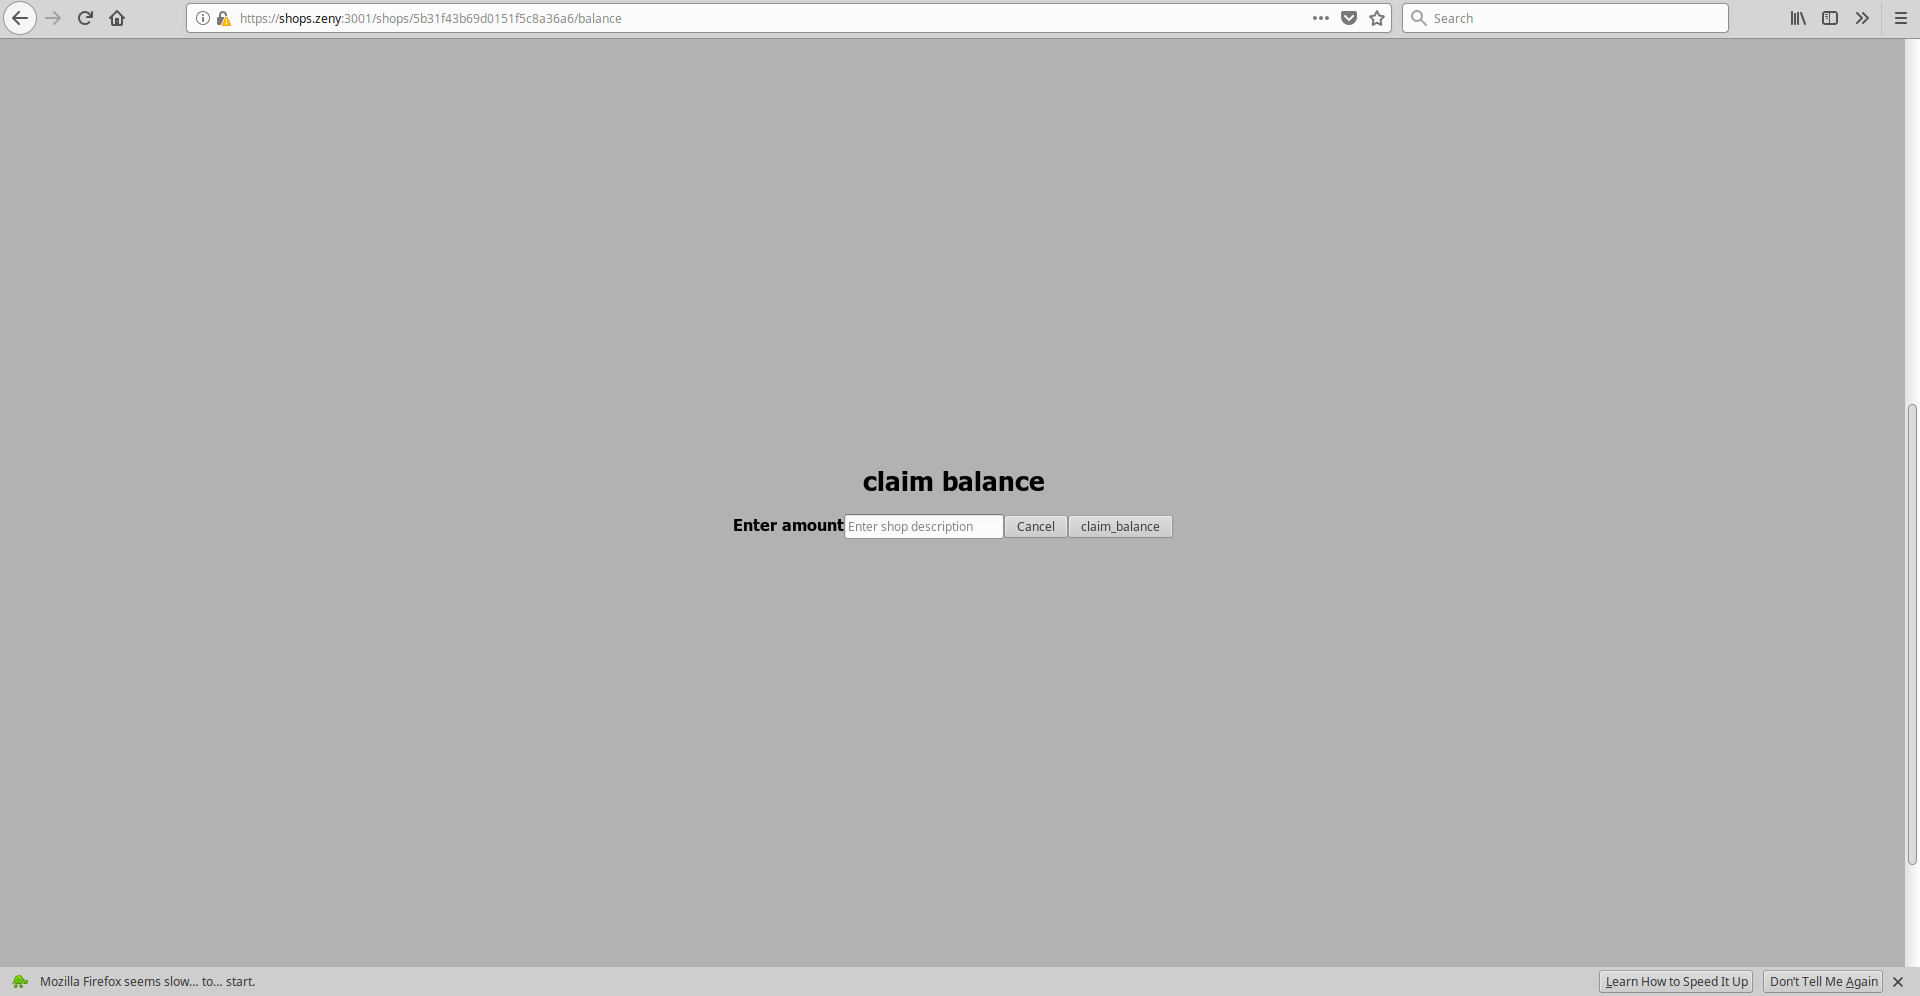 https://shops.zeny:3001/shops/5b31f43b69d0151f5c8a36a6/balance
Search
claim balance
Enter amount Enter shop description Cancel claim_balance
Mozilla Firefox seems slow... to... start. Learn How to Speed It Up Don't Tell Me Again